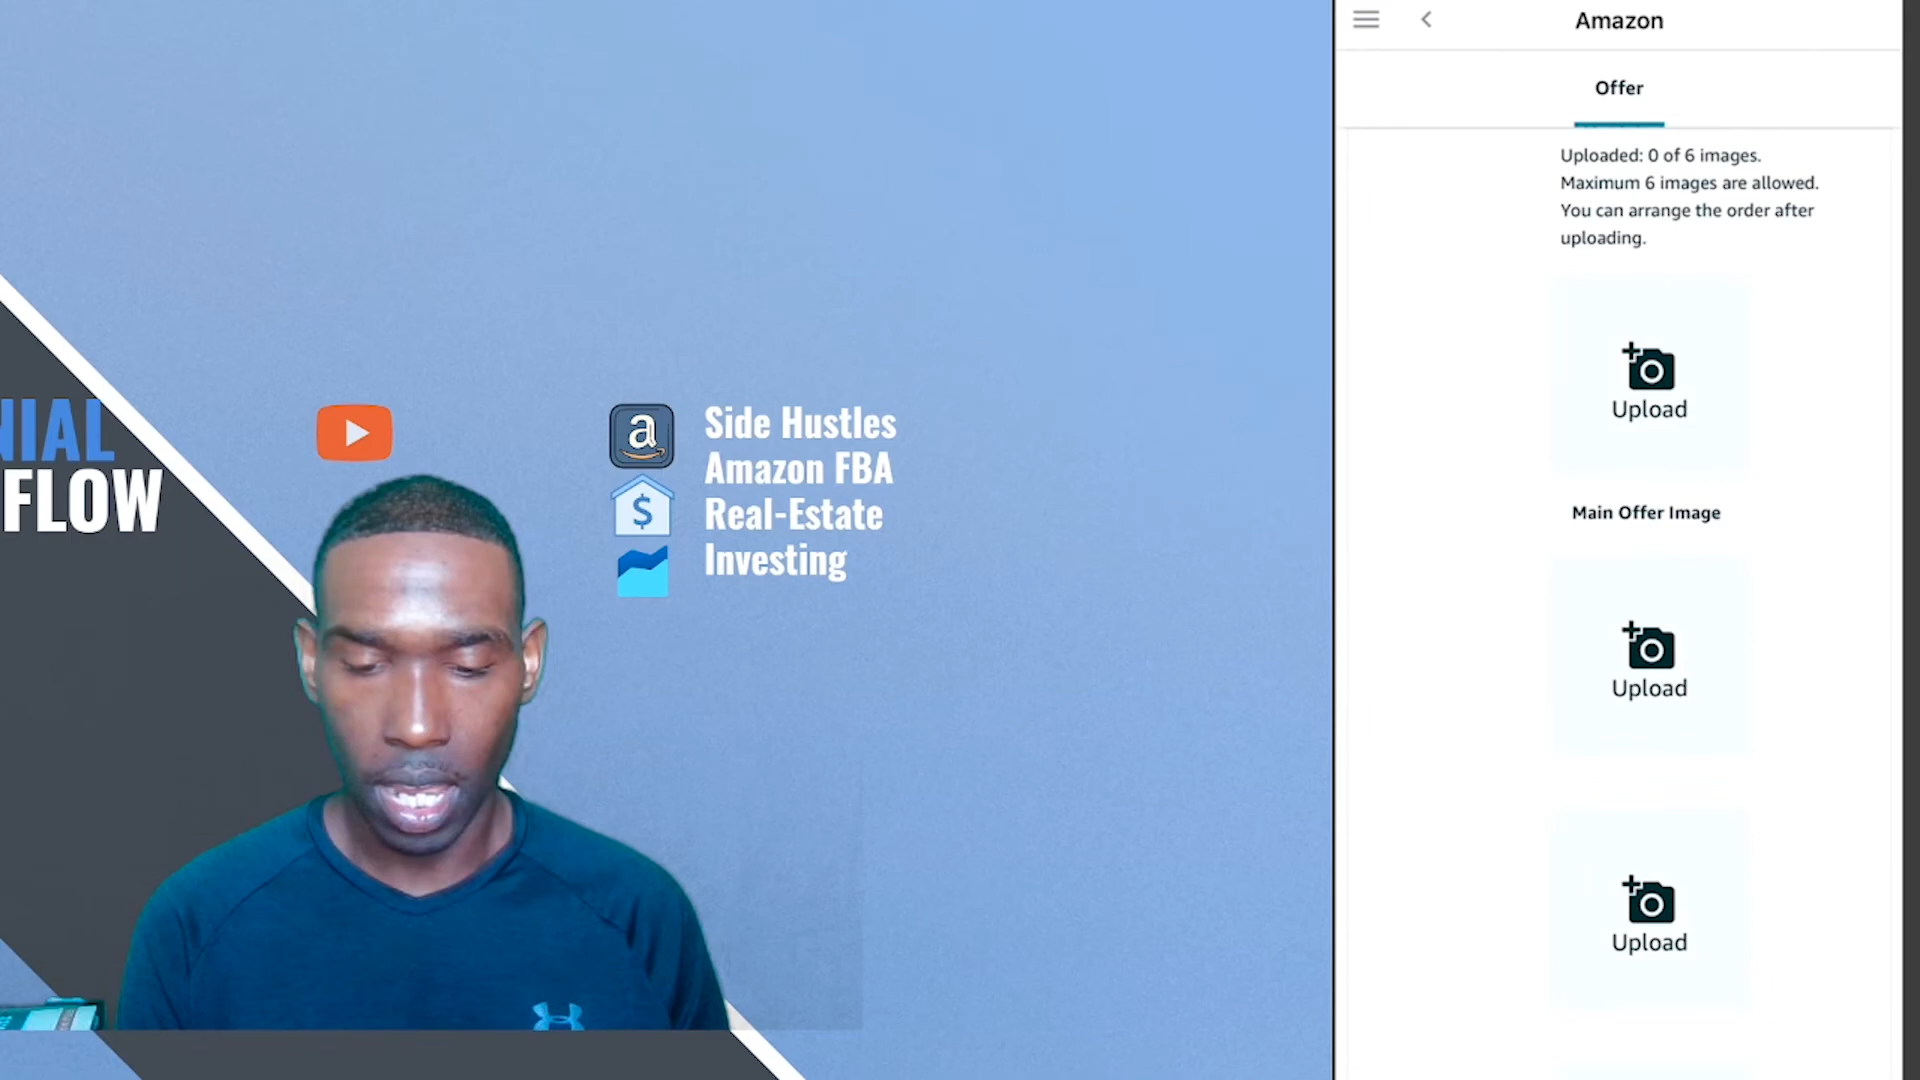 NIAL
FLOW
Side Hustles
Amazon FBA
Real-Estate
Investing
Amazon
Offer
Uploaded: 0 of 6 images.
Maximum 6 images are allowed.
You can arrange the order after
uploading.
Upload
Main Offer Image
Upload
Upload